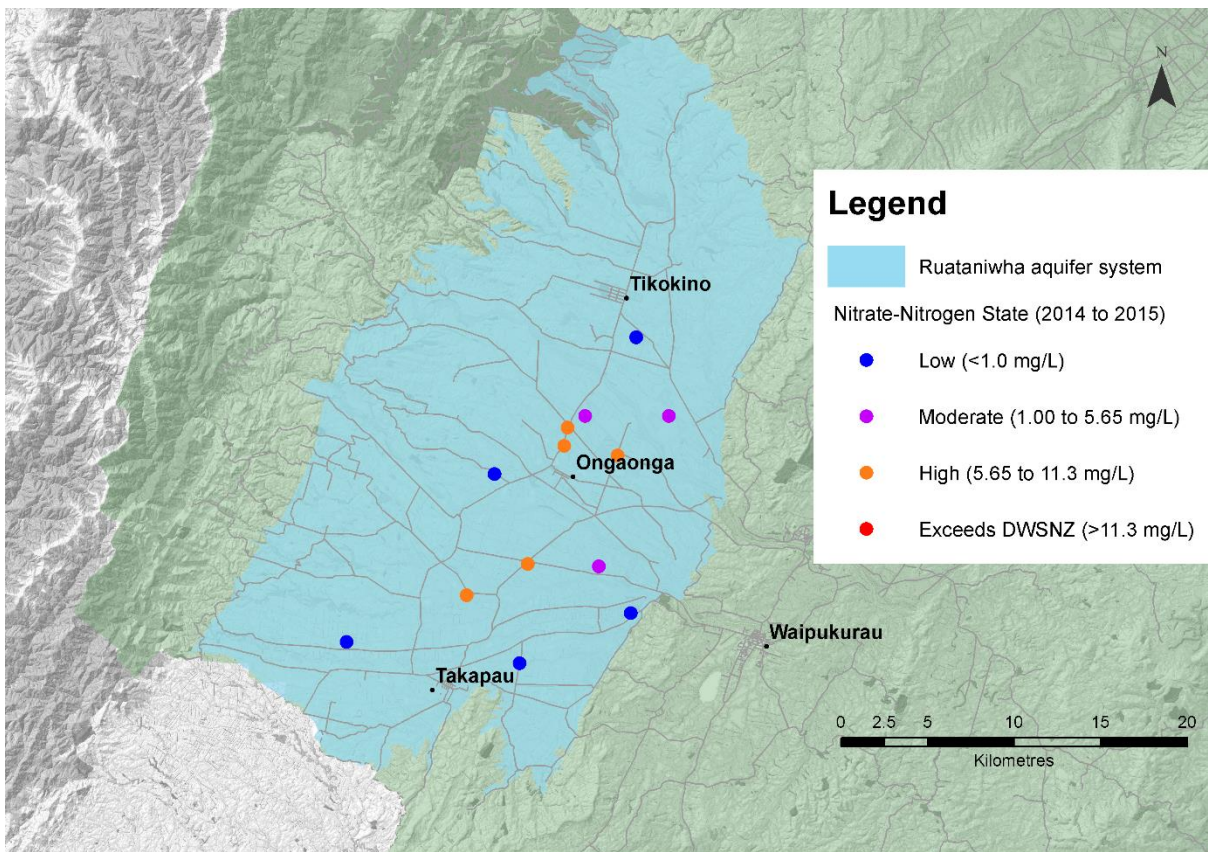 N
Legend
Ruataniwha aquifer system
Nitrate-Nitrogen State (2014 to 2015)
Low (<1.0 mg/L)
Moderate (1.00 to 5.65 mg/L)
High (5.65 to 11.3 mg/L)
Exceeds DWSNZ (>11.3 mg/L)
Tikokino
Ongaonga
Waipukurau
Takapau
0 2.5 5 10 15 20
Kilometres